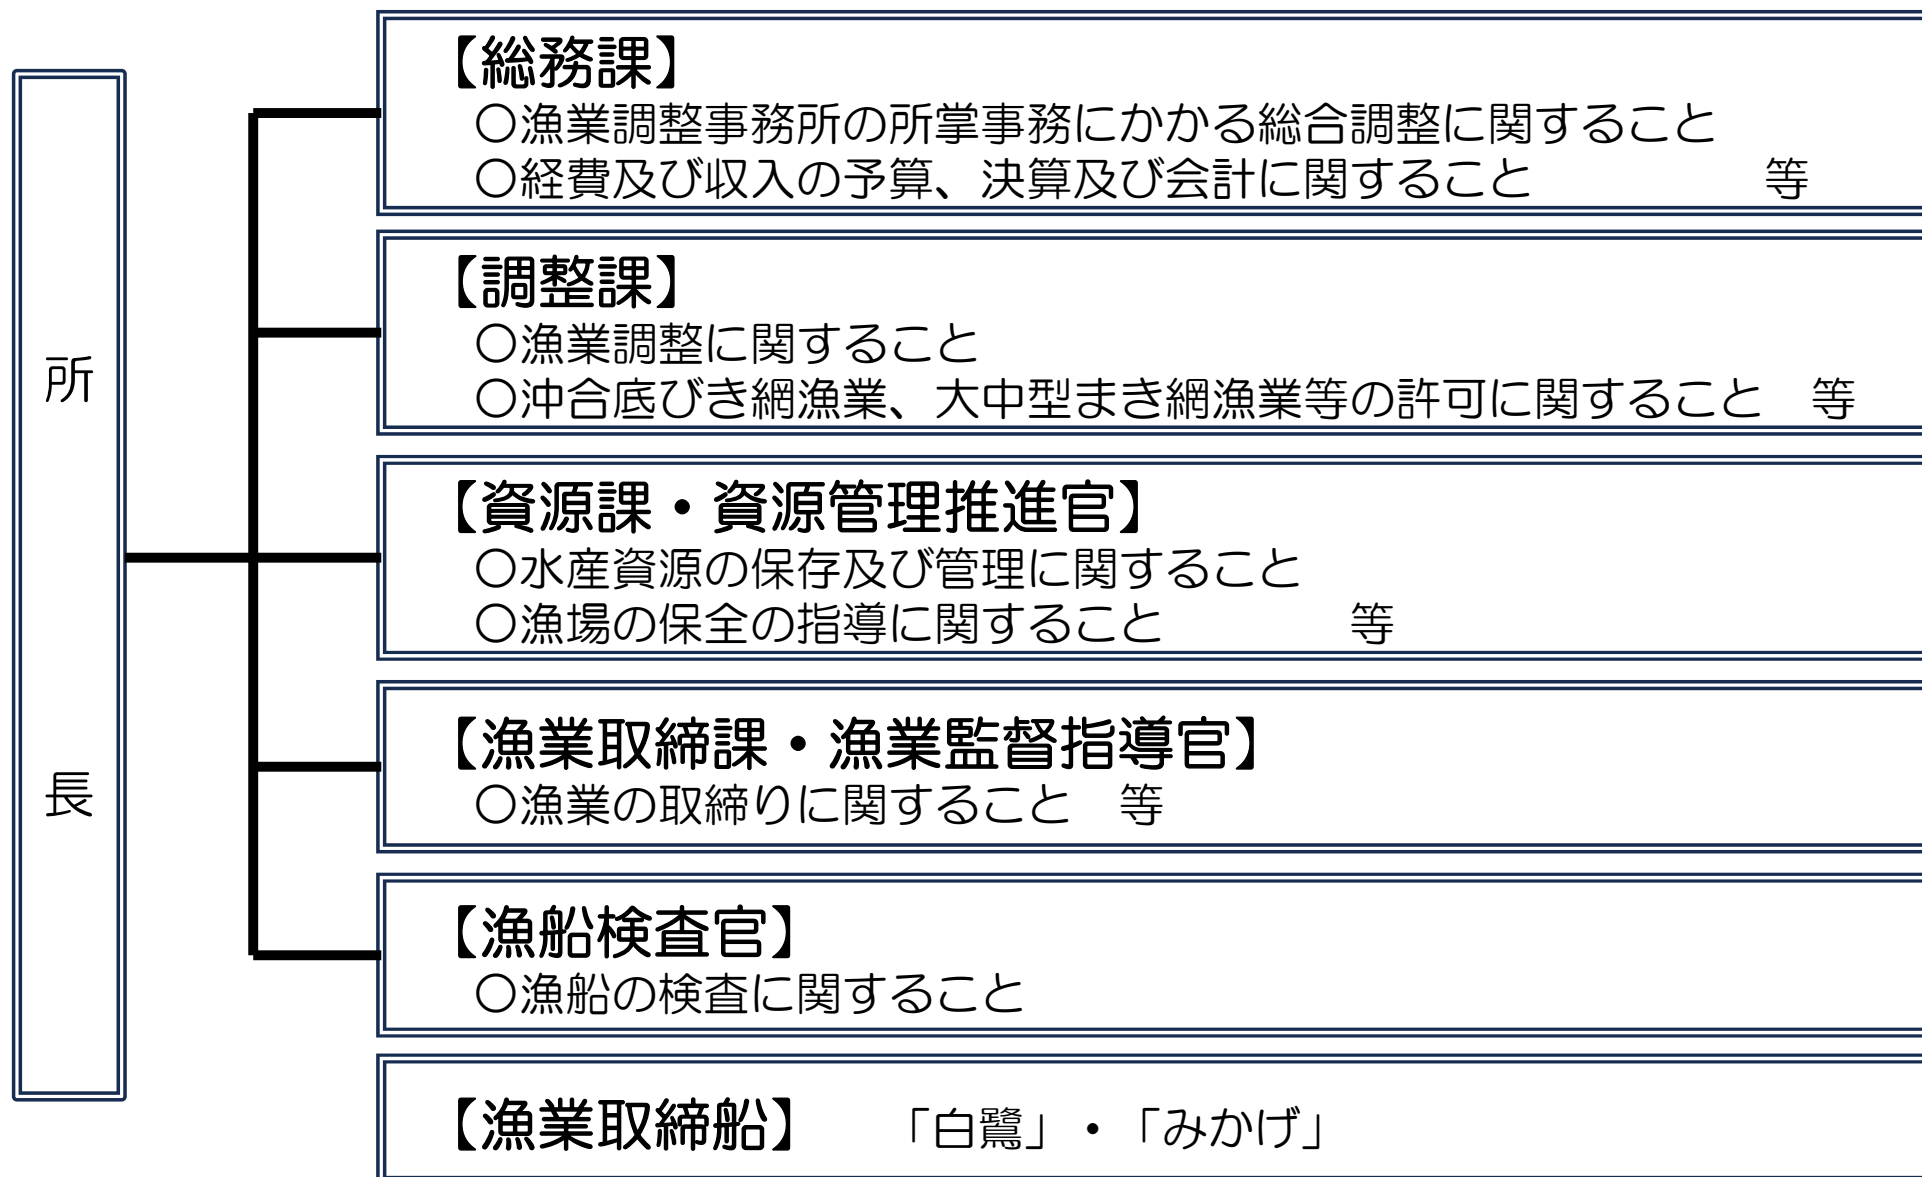 所長
【総務課】
○漁業調整事務所の所掌事務にかかる総合調整に関すること
○経費及び収入の予算、決算及び会計に関すること　　　　　等
【調整課】
○漁業調整に関すること
○沖合底びき網漁業、大中型まき網漁業等の許可に関すること　等
【資源課・資源管理推進官】
○水産資源の保存及び管理に関すること
○漁場の保全の指導に関すること　　　　等
【漁業取締課・漁業監督指導官】
○漁業の取締りに関すること　等
【漁船検査官】
○漁船の検査に関すること
【漁業取締船】　　「白鷺」・「みかげ」